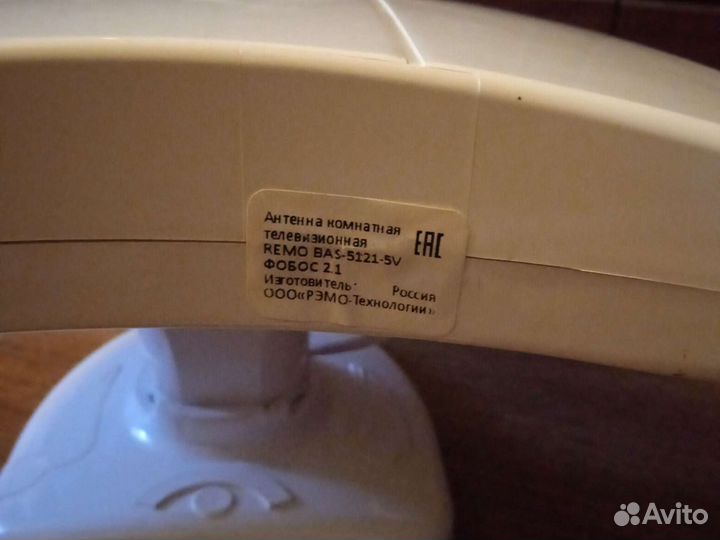 Антенна комнатная
телевизионная
REMO BAS-5121-5V
ФОБОС 2.1
Изготовитель: Россия
ООО«РЭМО-Технологии»
EAC
Avito